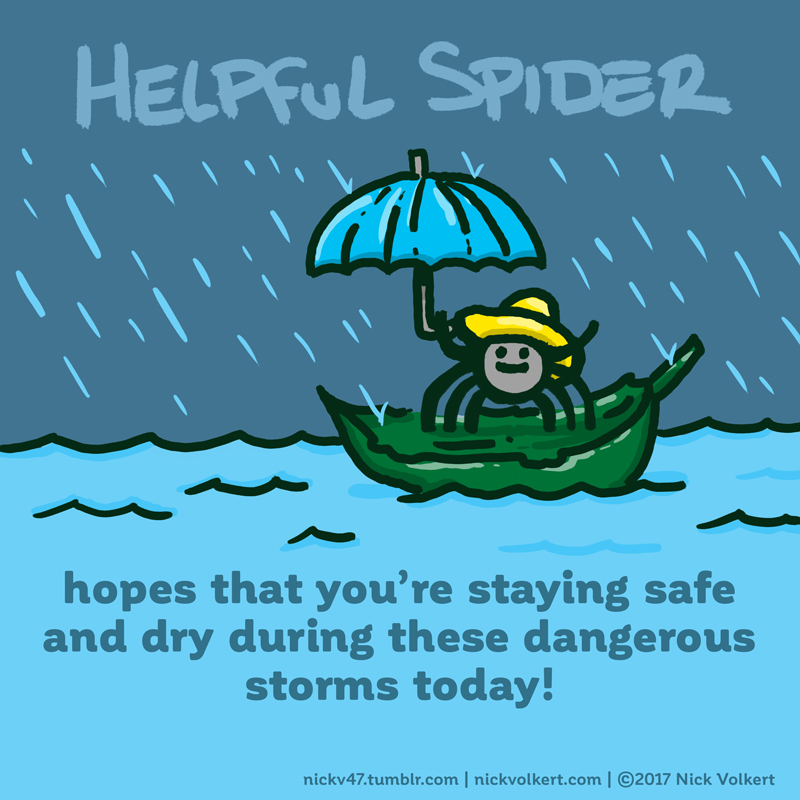 HELPFUL SPIDER
hopes that you're staying safe
and dry during these dangerous
storms today!
nickv47.tumblr.com | nickvolkert.com | ©2017 Nick Volkert